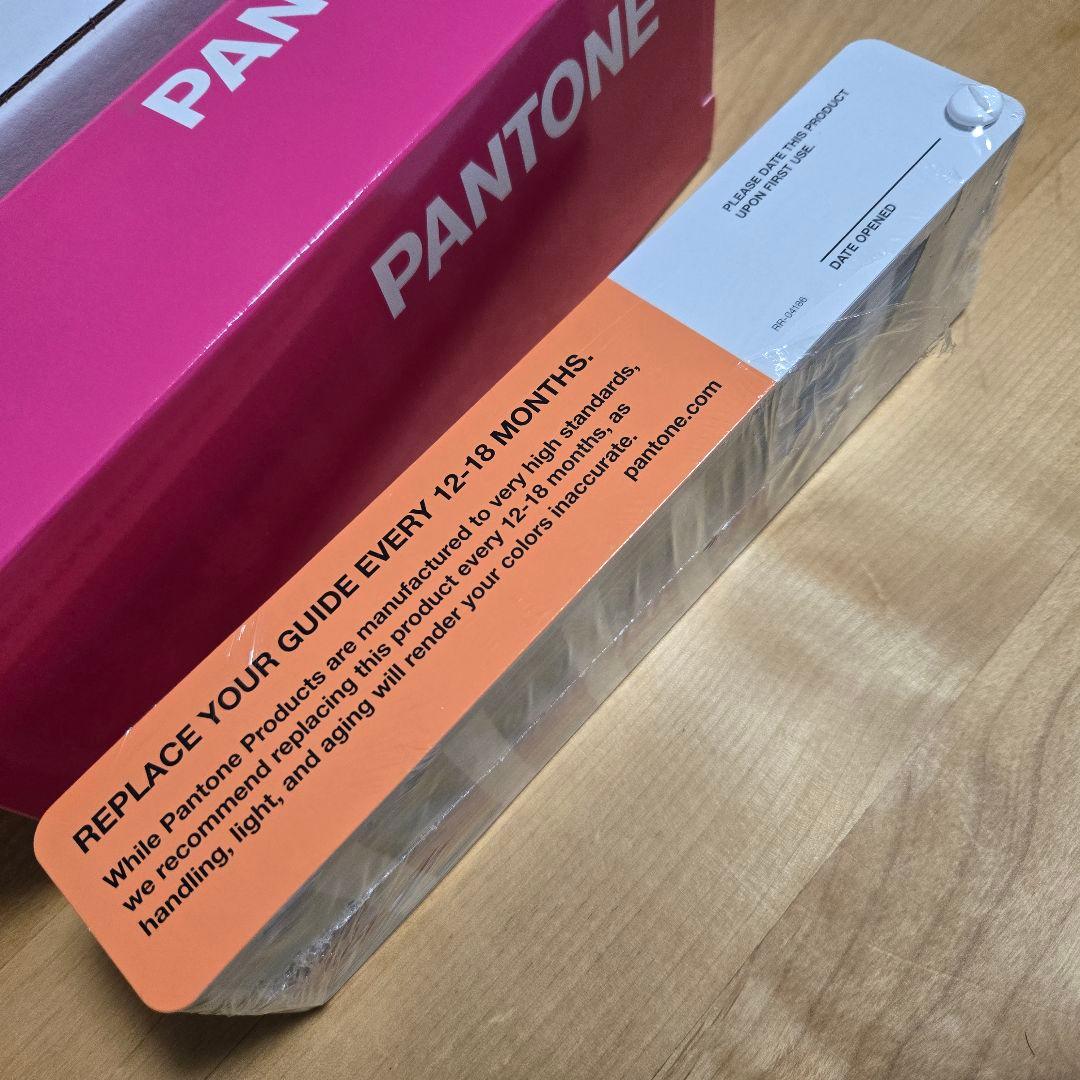 PAN
PANTONE
PLEASE DATE THIS PRODUCT
UPON FIRST USE.
DATE OPENED
RR-04186
REPLACE YOUR GUIDE EVERY 12-18 MONTHS.
While Pantone Products are manufactured to very high standards,
we recommend replacing this product every 12-18 months, as
handling, light, and aging will render your colors inaccurate.
pantone.com